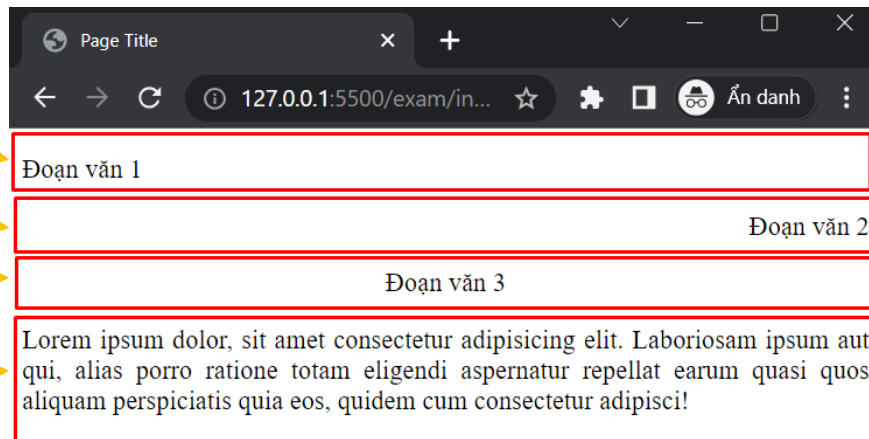 Page Title
127.0.0.1:5500/exam/in...
Ẩn danh
Đoạn văn 1
Đoạn văn 2
Đoạn văn 3
Lorem ipsum dolor, sit amet consectetur adipisicing elit. Laboriosam ipsum aut
qui, alias porro ratione totam eligendi aspernatur repellat earum quasi quos
aliquam perspiciatis quia eos, quidem cum consectetur adipisci!